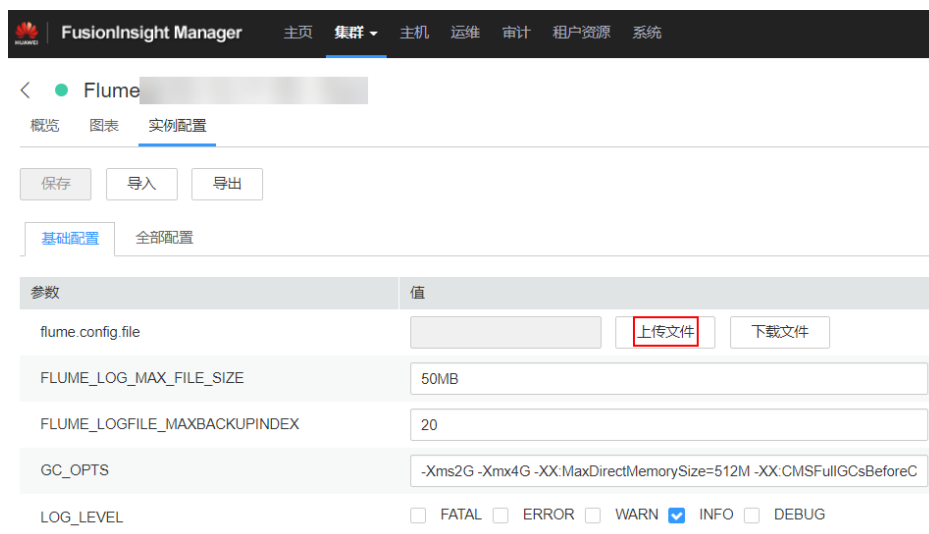 HUAWEI FusionInsight Manager 主页 集群 主机 运维 审计 租户资源 系统
Flume
概览 图表 实例配置
保存 导入 导出
基础配置 全部配置
参数 值
flume.config.file 上传文件 下载文件
FLUME_LOG_MAX_FILE_SIZE 50MB
FLUME_LOGFILE_MAXBACKUPINDEX 20
GC_OPTS -Xms2G -Xmx4G -XX:MaxDirectMemorySize=512M -XX:CMSFullGCsBeforeC
LOG_LEVEL FATAL ERROR WARN INFO DEBUG